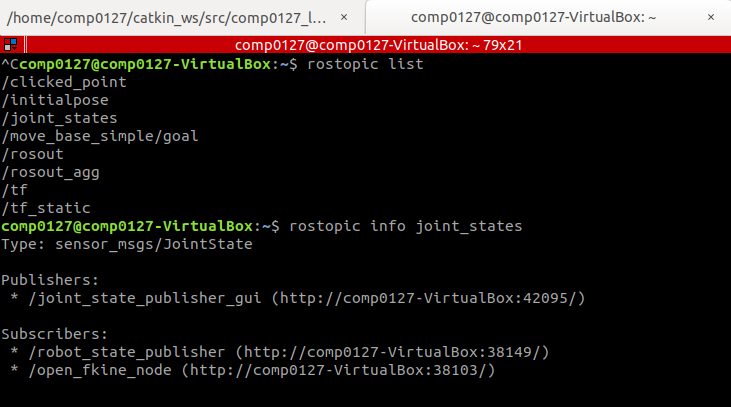 /home/comp0127/catkin_ws/src/comp0127_l... ×
comp0127@comp0127-VirtualBox: ~ ×
comp0127@comp0127-VirtualBox: ~ 79x21
^Ccomp0127@comp0127-VirtualBox:~$ rostopic list
/clicked_point
/initialpose
/joint_states
/move_base_simple/goal
/rosout
/rosout_agg
/tf
/tf_static
comp0127@comp0127-VirtualBox:~$ rostopic info joint_states
Type: sensor_msgs/JointState
Publishers:
* /joint_state_publisher_gui (http://comp0127-VirtualBox:42095/)
Subscribers:
* /robot_state_publisher (http://comp0127-VirtualBox:38149/)
* /open_fkine_node (http://comp0127-VirtualBox:38103/)